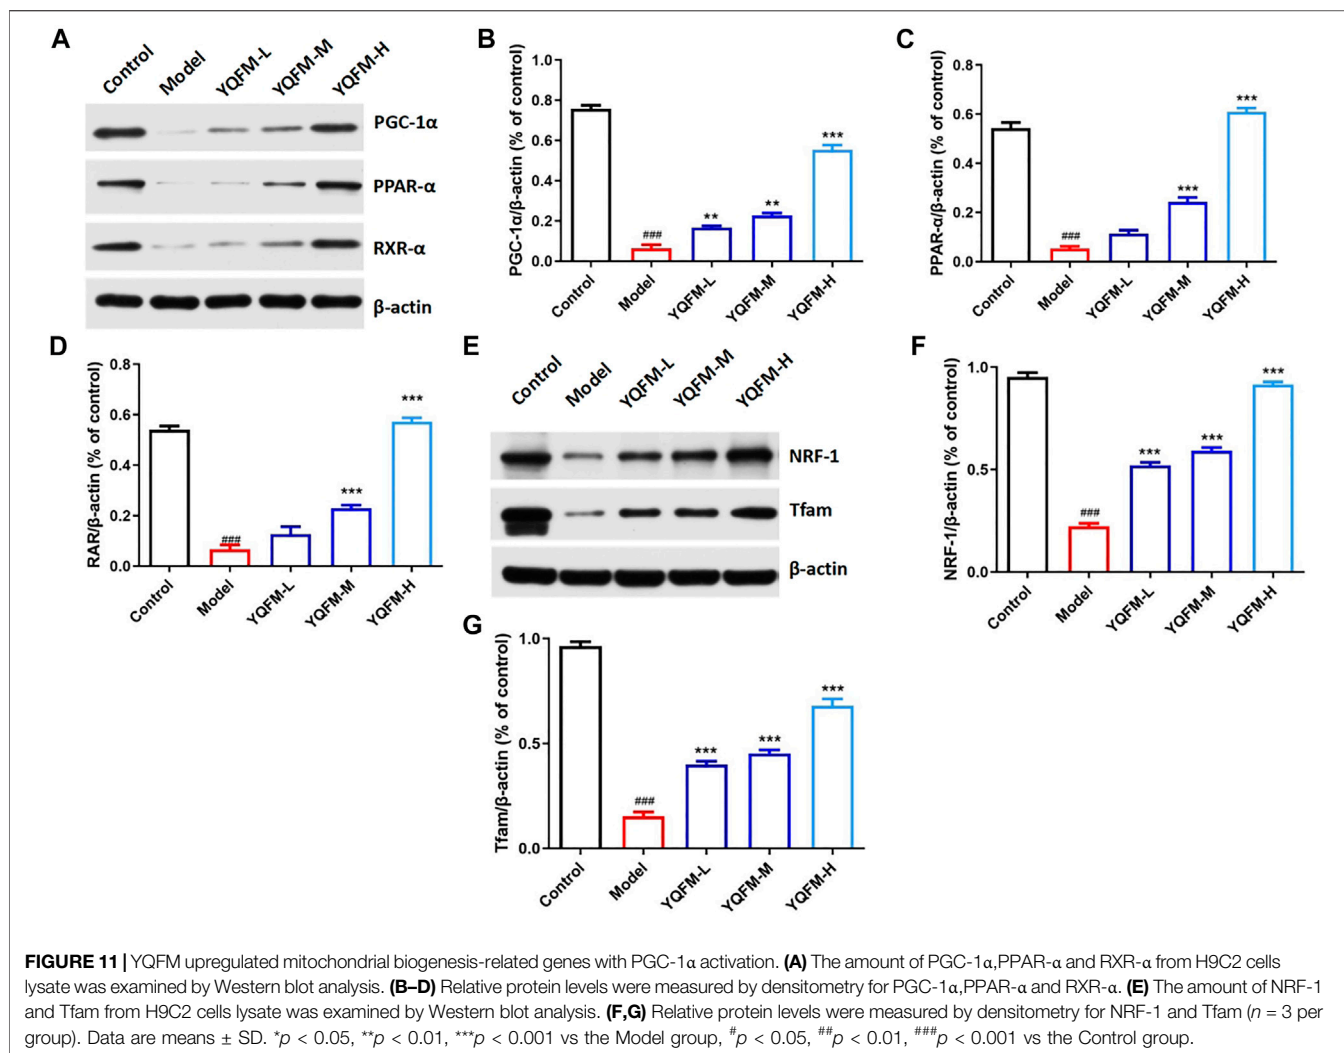 A
Control
Model
YQFM-L
YQFM-M
YQFM-H
PGC-1α
PPAR-α
RXR-α
β-actin
B
PGC-1α/β-actin (% of control)
1.0
0.8
0.6
0.4
0.2
0.0
###
**
**
***
Control
Model
YQFM-L
YQFM-M
YQFM-H
C
PPAR-α/β-actin (% of control)
0.8
0.6
0.4
0.2
0.0
###
***
***
Control
Model
YQFM-L
YQFM-M
YQFM-H
D
RAR/β-actin (% of control)
0.8
0.6
0.4
0.2
0.0
###
***
***
Control
Model
YQFM-L
YQFM-M
YQFM-H
E
Control
Model
YQFM-L
YQFM-M
YQFM-H
NRF-1
Tfam
β-actin
F
NRF-1/β-actin (% of control)
1.0
0.5
0.0
###
***
***
***
Control
Model
YQFM-L
YQFM-M
YQFM-H
G
Tfam/β-actin (% of control)
1.0
0.5
0.0
###
***
***
***
Control
Model
YQFM-L
YQFM-M
YQFM-H
FIGURE 11 | YQFM upregulated mitochondrial biogenesis-related genes with PGC-1α activation. (A) The amount of PGC-1α,PPAR-α and RXR-α from H9C2 cells
lysate was examined by Western blot analysis. (B–D) Relative protein levels were measured by densitometry for PGC-1α,PPAR-α and RXR-α. (E) The amount of NRF-1
and Tfam from H9C2 cells lysate was examined by Western blot analysis. (F,G) Relative protein levels were measured by densitometry for NRF-1 and Tfam (n = 3 per
group). Data are means ± SD. *p < 0.05, **p < 0.01, ***p < 0.001 vs the Model group, #p < 0.05, ##p < 0.01, ###p < 0.001 vs the Control group.